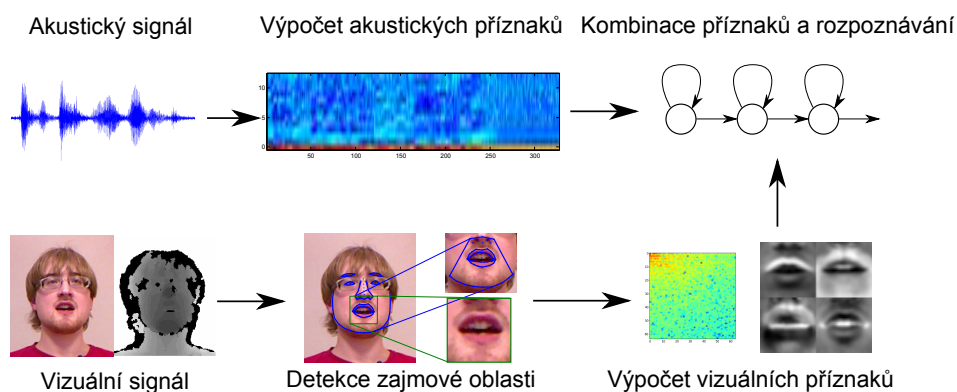 Akustický signál
Výpočet akustických příznaků
Kombinace příznaků a rozpoznávání
10
5
0
50 100 150 200 250 300
Vizuální signál
Detekce zajmové oblasti
Výpočet vizuálních příznaků